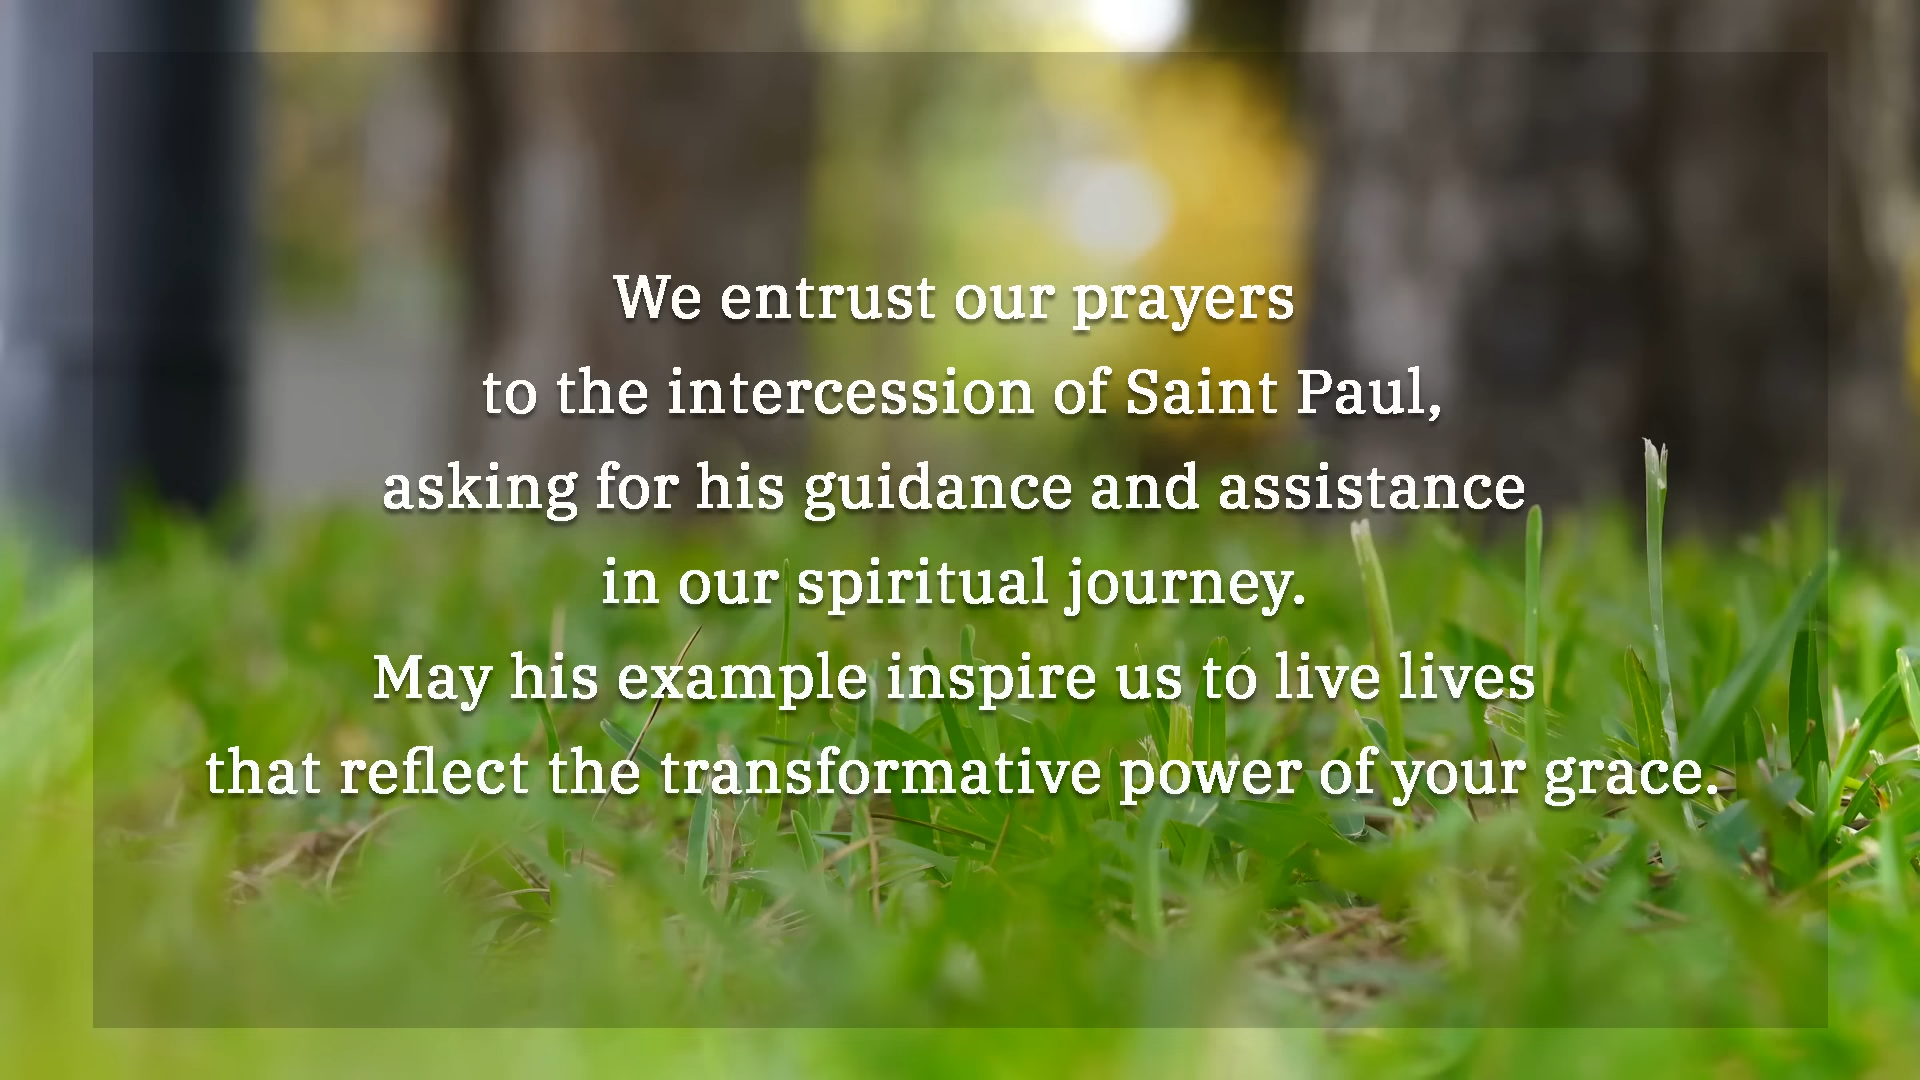 We entrust our prayers
to the intercession of Saint Paul,
asking for his guidance and assistance
in our spiritual journey.
May his example inspire us to live lives
that reflect the transformative power of your grace.